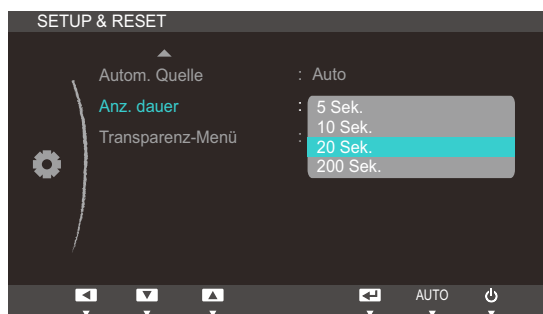 SETUP & RESET
Autom. Quelle : Auto
Anz. dauer :
5 Sek.
10 Sek.
20 Sek.
200 Sek.
Transparenz-Menü :
AUTO